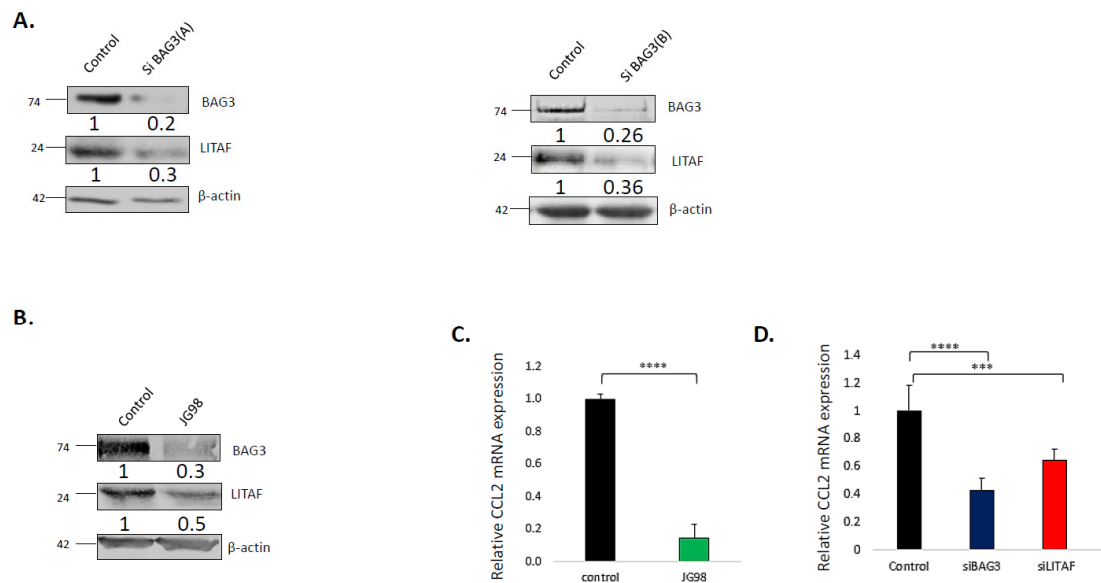 A.
Control Si BAG3(A)
74 BAG3
1 0.2
24 LITAF
1 0.3
42 β-actin
Control Si BAG3(B)
74 BAG3
1 0.26
24 LITAF
1 0.36
42 β-actin
B.
Control JG98
74 BAG3
1 0.3
24 LITAF
1 0.5
42 β-actin
C.
Relative CCL2 mRNA expression
1.2
1.0
0.8
0.6
0.4
0.2
0.0
****
control JG98
D.
Relative CCL2 mRNA expression
1.4
1.2
1
0.8
0.6
0.4
0.2
0
****
***
Control siBAG3 siLITAF